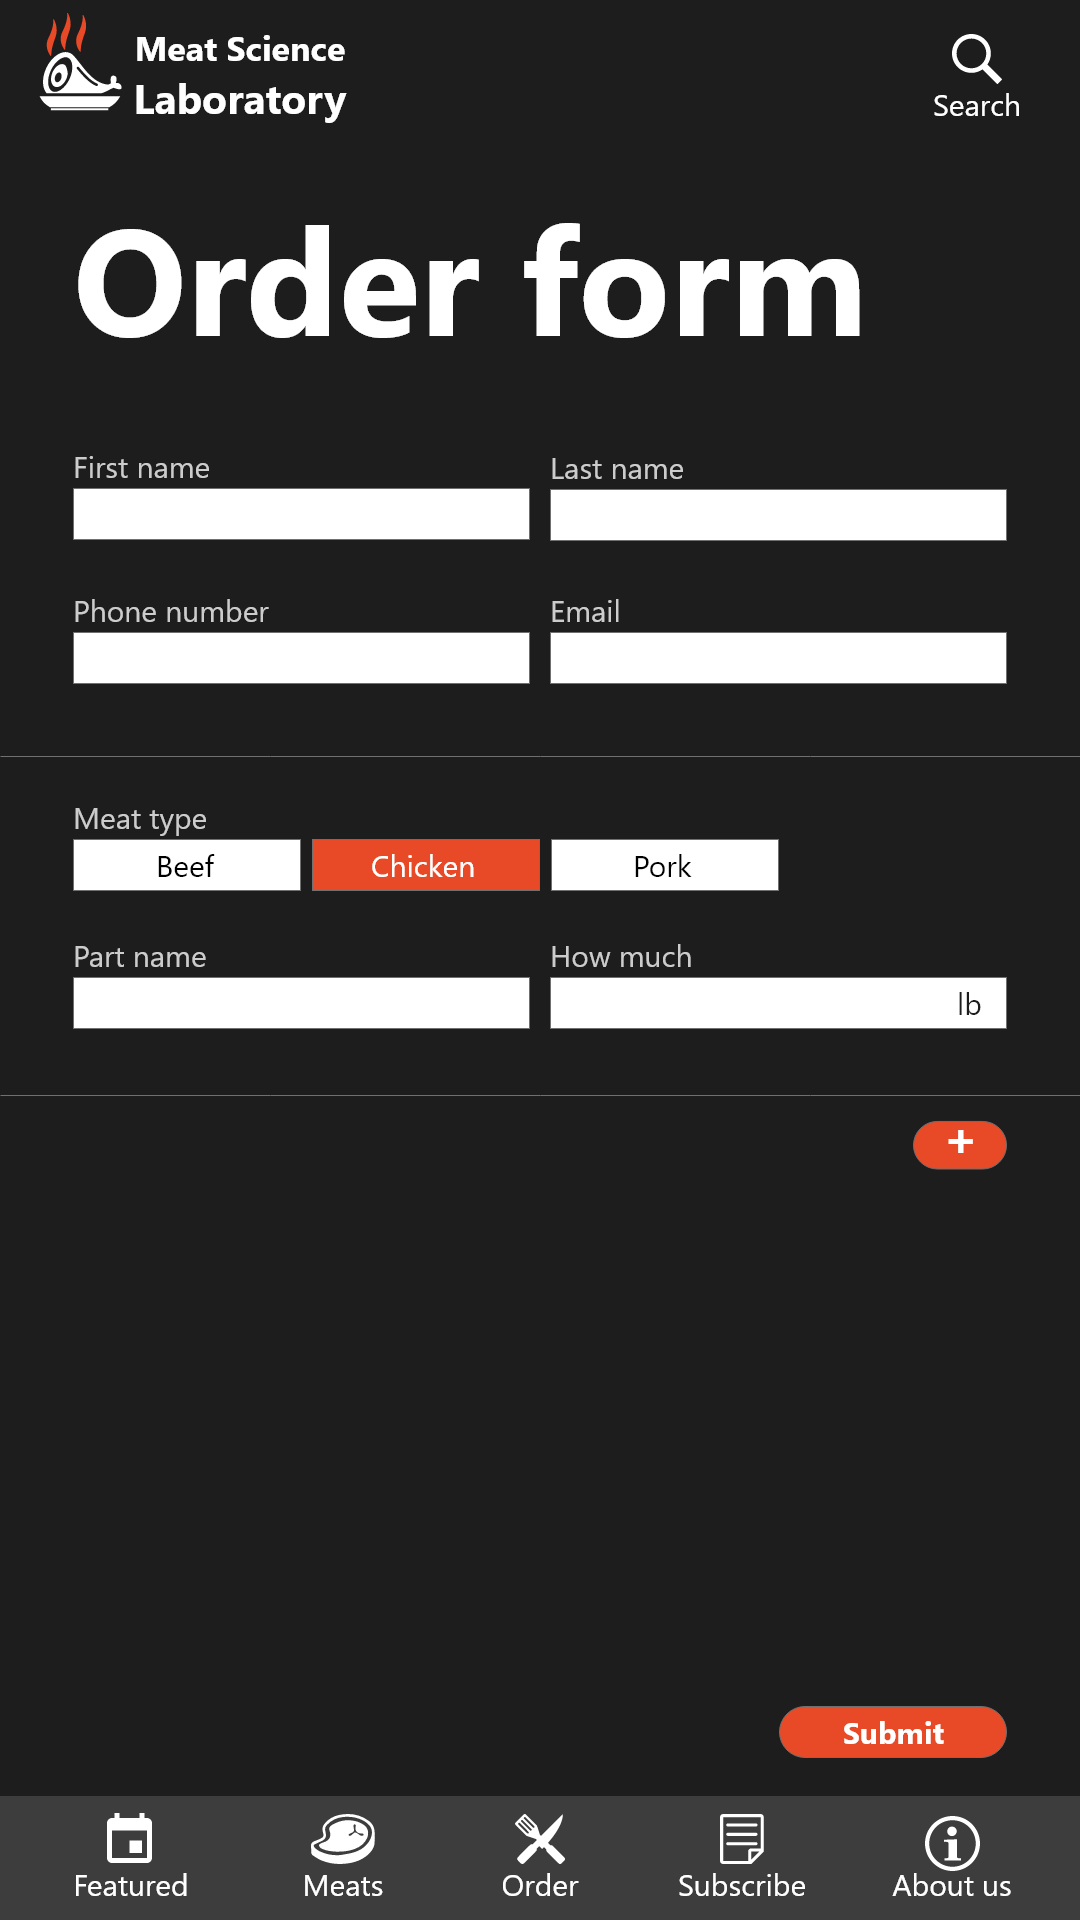 Meat Science
Laboratory
Search
Order form
First name
Last name
Phone number
Email
Meat type
Beef
Chicken
Pork
Part name
How much
lb
+
Submit
Featured
Meats
Order
Subscribe
About us